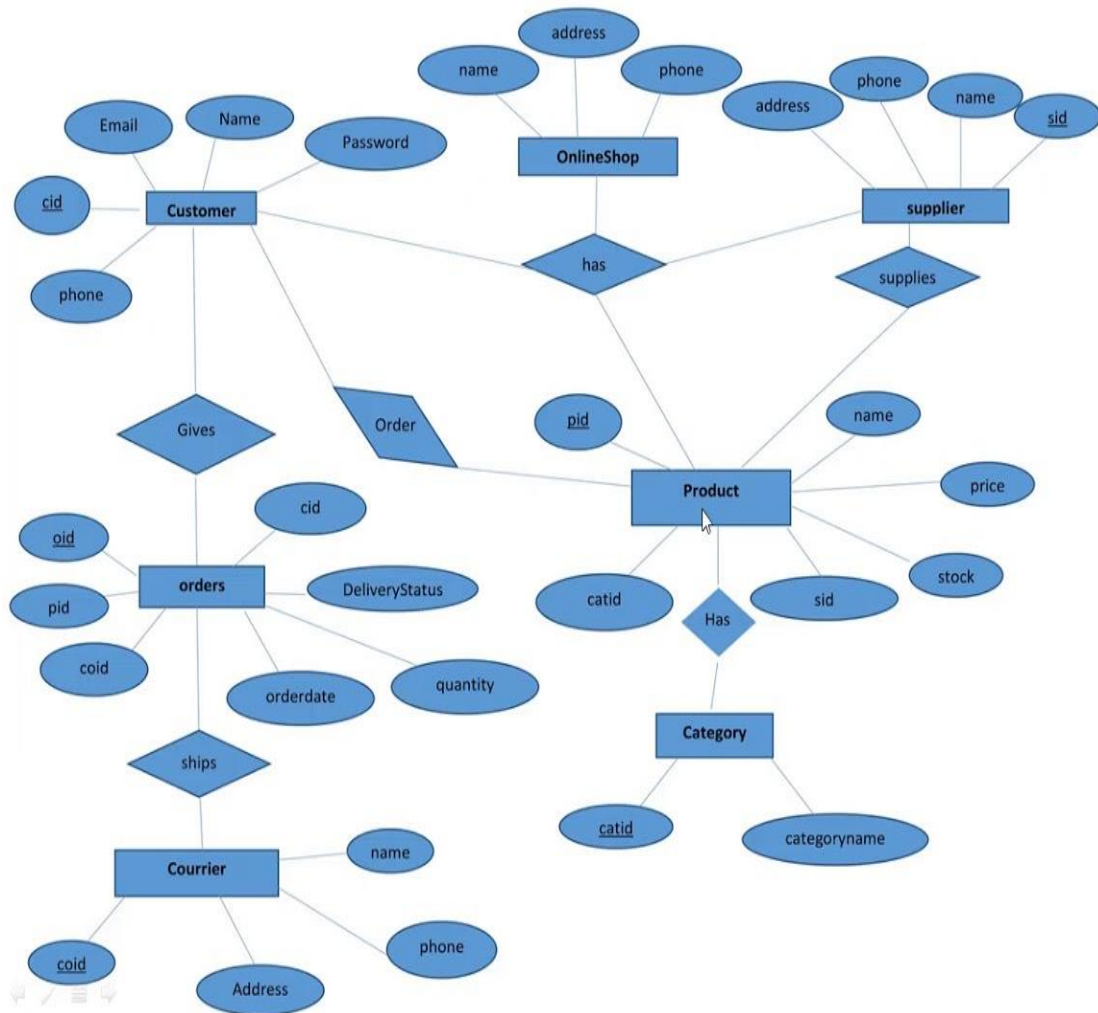 address
name
phone
phone
address
name
sid
Email
Name
Password
OnlineShop
cid
Customer
supplier
phone
has
supplies
Gives
Order
pid
name
Product
price
cid
oid
orders
DeliveryStatus
stock
pid
catid
sid
Has
coid
orderdate
quantity
Category
ships
catid
categoryname
name
Courrier
phone
coid
Address